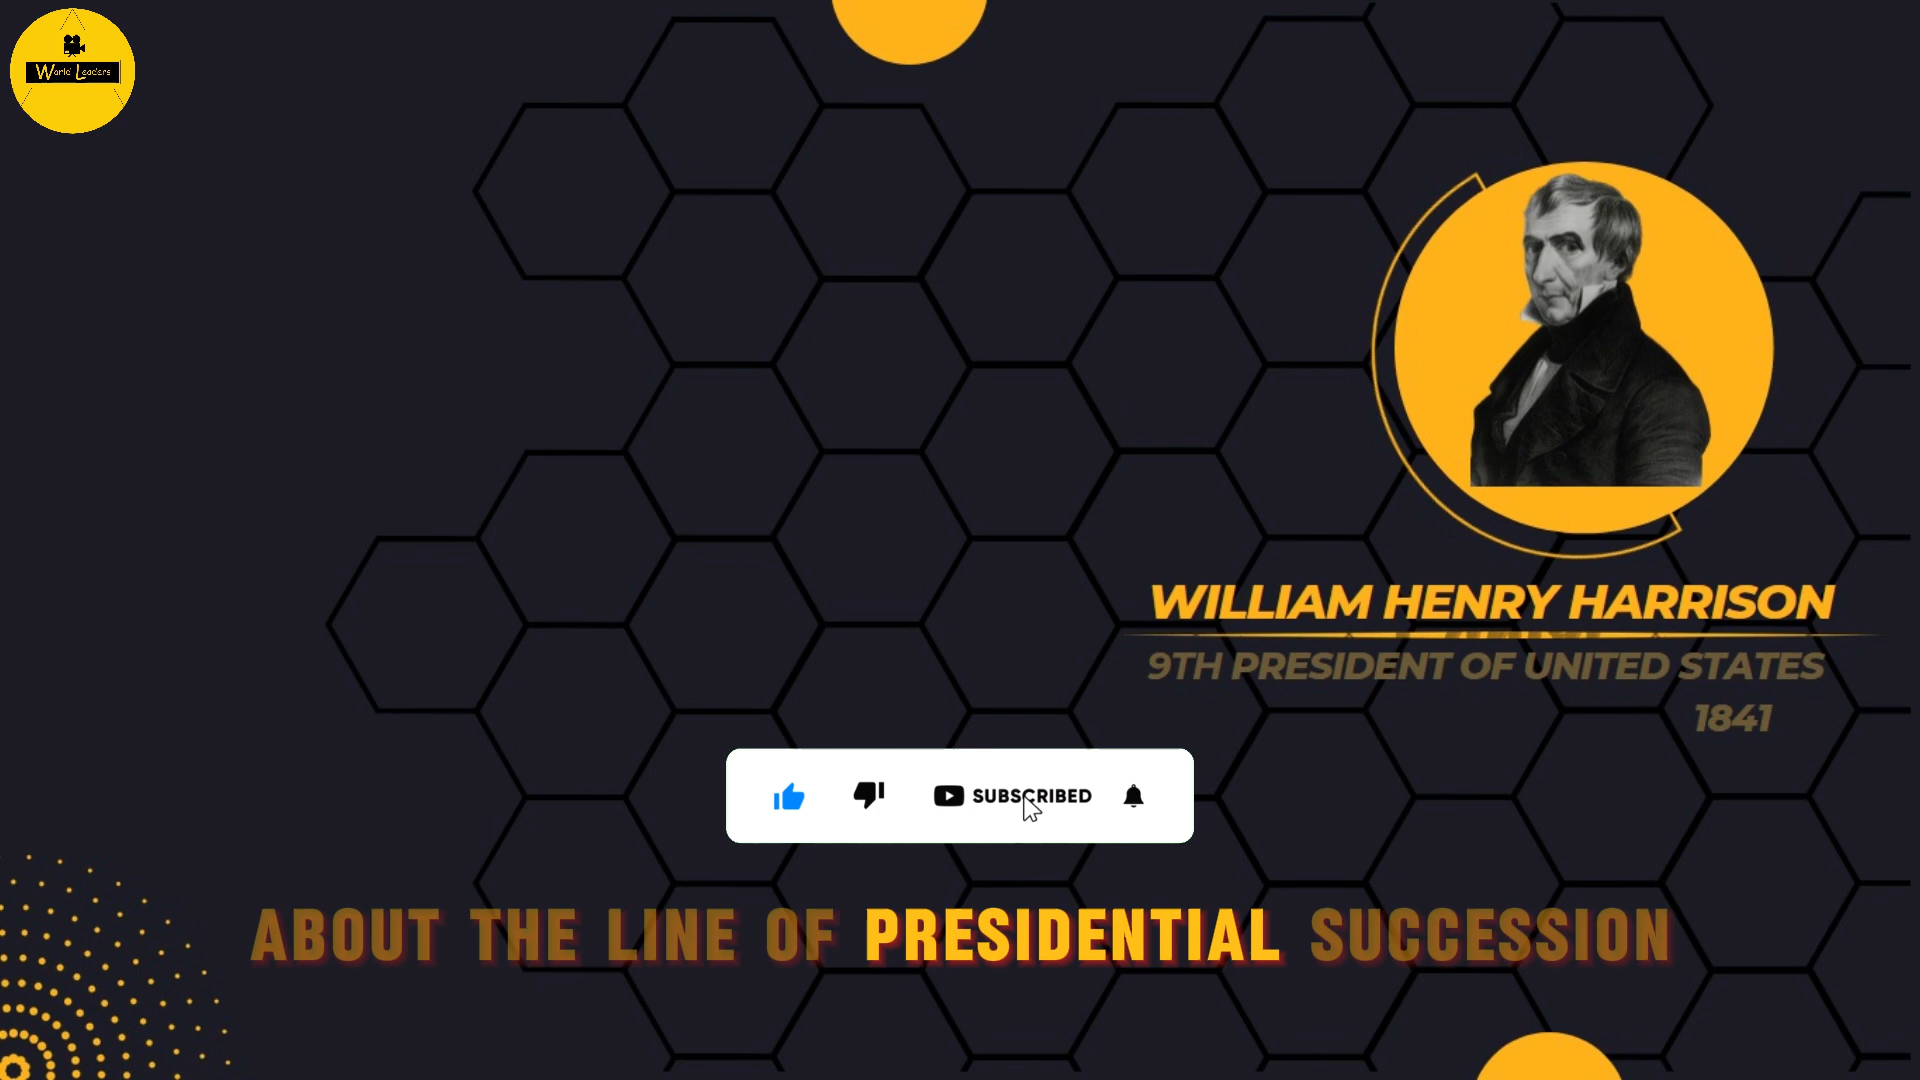 World Leaders
WILLIAM HENRY HARRISON
9TH PRESIDENT OF UNITED STATES
1841
SUBSCRIBED
ABOUT THE LINE OF PRESIDENTIAL SUCCESSION